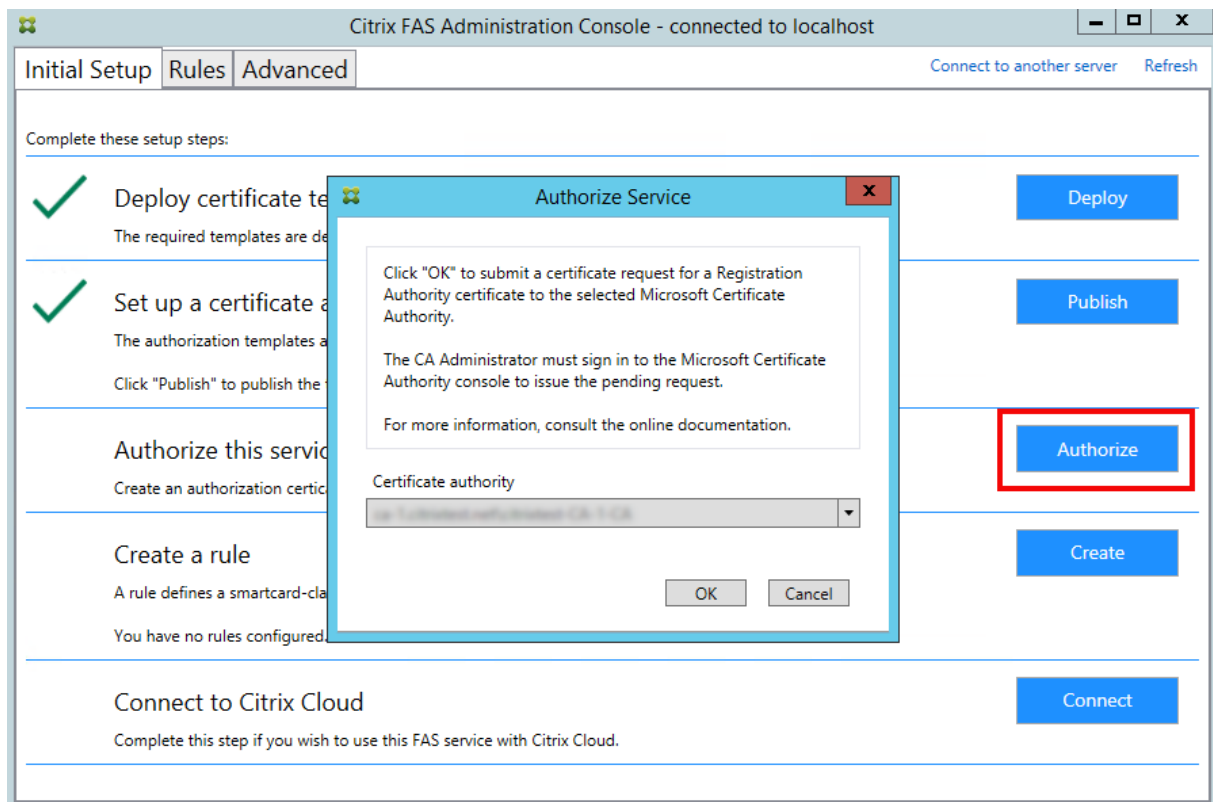 Citrix FAS Administration Console - connected to localhost
Initial Setup Rules Advanced Connect to another server Refresh
Complete these setup steps:
Deploy certificate te
Deploy
The required templates are de
Set up a certificate a
Publish
The authorization templates a
Click "Publish" to publish the
Authorize this servic
Authorize
Create an authorization certic
Create a rule
Create
A rule defines a smartcard-cla
You have no rules configured.
Connect to Citrix Cloud
Connect
Complete this step if you wish to use this FAS service with Citrix Cloud.
Authorize Service
Click "OK" to submit a certificate request for a Registration
Authority certificate to the selected Microsoft Certificate
Authority.
The CA Administrator must sign in to the Microsoft Certificate
Authority console to issue the pending request.
For more information, consult the online documentation.
Certificate authority
OK Cancel